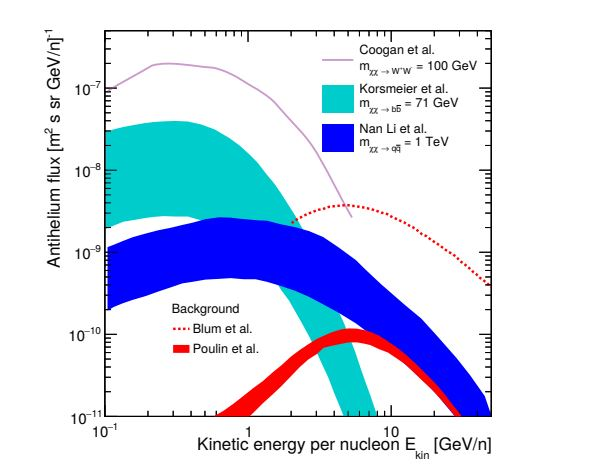 Antihelium flux [m² s sr GeV/n]⁻¹
10⁻⁷
10⁻⁸
10⁻⁹
10⁻¹⁰
10⁻¹¹
Coogan et al.
m_χχ → W⁺W⁻ = 100 GeV
Korsmeier et al.
m_χχ → bb̅ = 71 GeV
Nan Li et al.
m_χχ → qq̅ = 1 TeV
Background
Blum et al.
Poulin et al.
10⁻¹
1
10
Kinetic energy per nucleon E_kin [GeV/n]